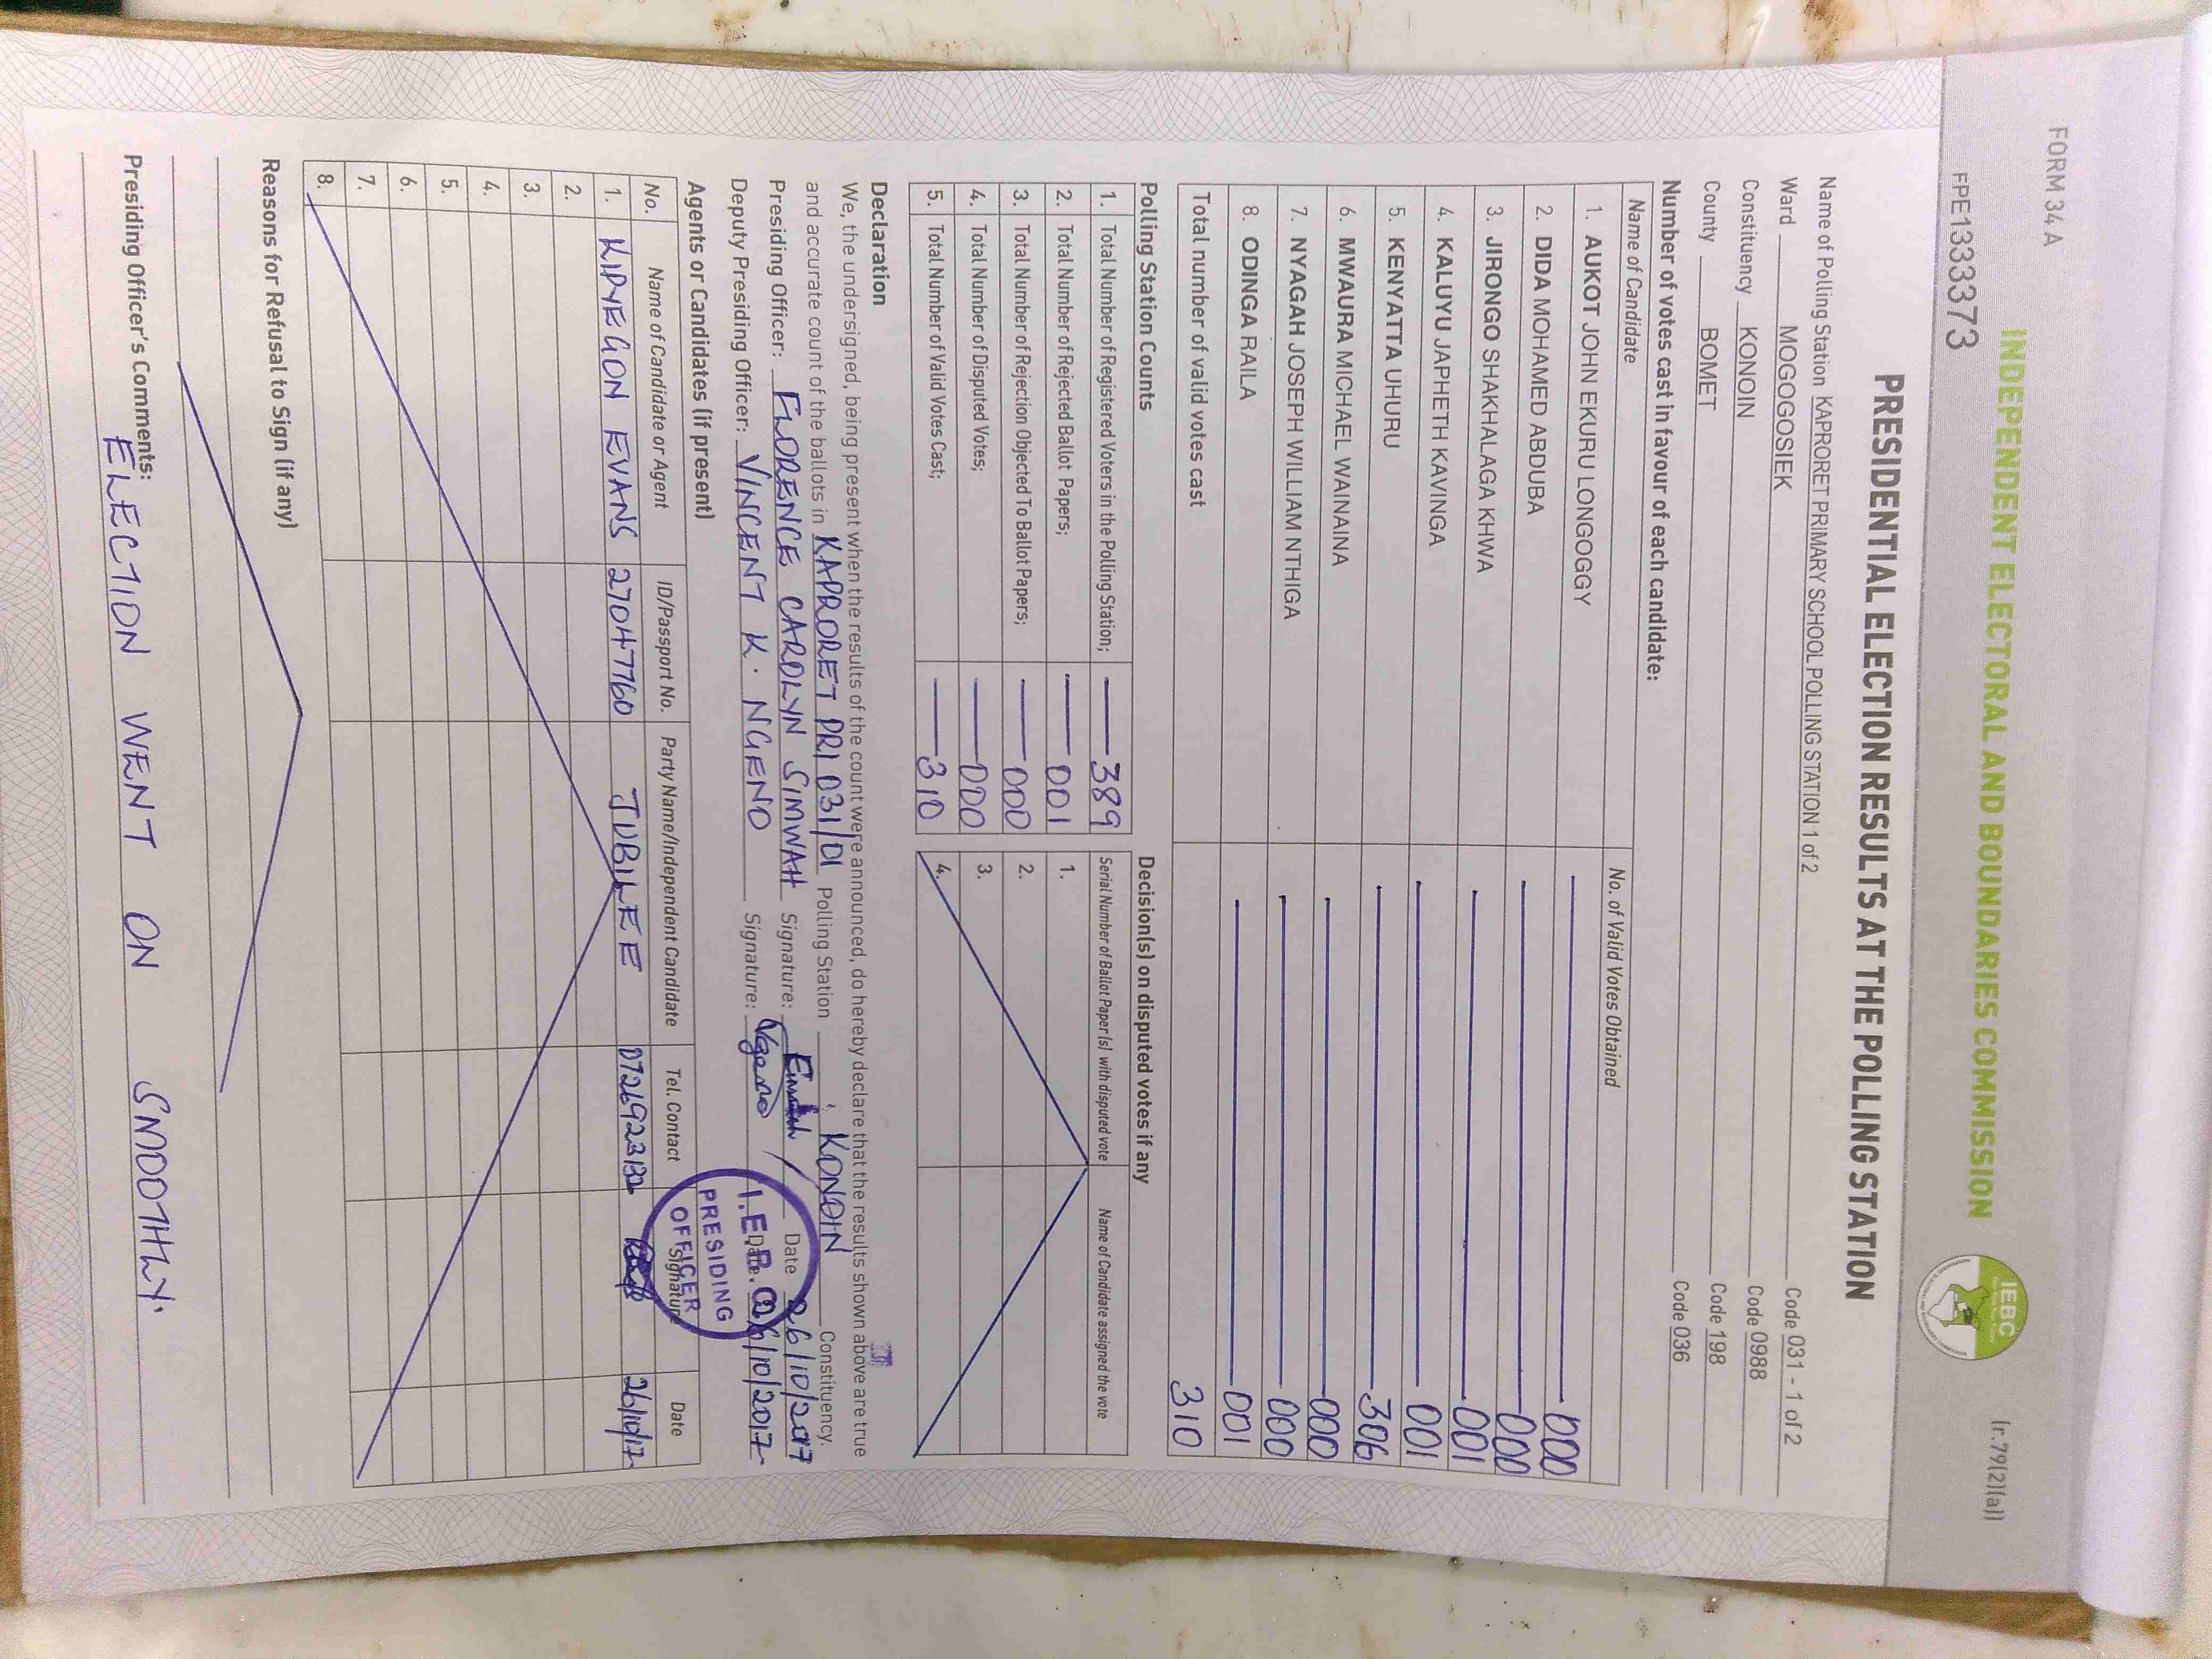 FORM 34 A
(r.79(2)(a))
INDEPENDENT ELECTORAL AND BOUNDARIES COMMISSION
IEBC
FPE1333373
PRESIDENTIAL ELECTION RESULTS AT THE POLLING STATION
Name of Polling Station KAPRORET PRIMARY SCHOOL POLLING STATION 1 of 2 Code 031 - 1 of 2
Ward MOGOGOSIEK Code 0988
Constituency KONOIN Code 198
County BOMET Code 036
Number of votes cast in favour of each candidate:
Name of Candidate No. of Valid Votes Obtained
1. AUKOT JOHN EKURU LONGOGGY 000
2. DIDA MOHAMED ABDUBA 000
3. JIRONGO SHAKHALAGA KHWA 001
4. KALUYU JAPHETH KAVINGA 001
5. KENYATTA UHURU 306
6. MWAURA MICHAEL WAINAINA 000
7. NYAGAH JOSEPH WILLIAM NTHIGA 000
8. ODINGA RAILA 001
Total number of valid votes cast 310
Polling Station Counts
1. Total Number of Registered Voters in the Polling Station; 389
2. Total Number of Rejected Ballot Papers; 001
3. Total Number of Rejection Objected To Ballot Papers; 000
4. Total Number of Disputed Votes; 000
5. Total Number of Valid Votes Cast; 310
Decision(s) on disputed votes if any
Serial Number of Ballot Paper (s) with disputed vote Name of Candidate assigned the vote
1.
2.
3.
4.
Declaration
We, the undersigned, being present when the results of the count were announced, do hereby declare that the results shown above are true
and accurate count of the ballots in KAPRORET PRI 031/01 Polling Station KONOIN Constituency.
Presiding Officer: FLORENCE CAROLYN SIMWAH Signature: Date 26/10/2017
Deputy Presiding Officer: VINCENT K. NGENO Signature: Date 26/10/2017
I.E.B.C
PRESIDING
OFFICER
Agents or Candidates (if present)
No. Name of Candidate or Agent ID/Passport No. Party Name/Independent Candidate Tel. Contact Signature Date
1. KIPYEGON EVANS 27047760 JUBILEE 0726923132 26/10/17
2.
3.
4.
5.
6.
7.
8.
Reasons for Refusal to Sign (if any)
Presiding Officer's Comments:
ELECTION WENT ON SMOOTHLY.